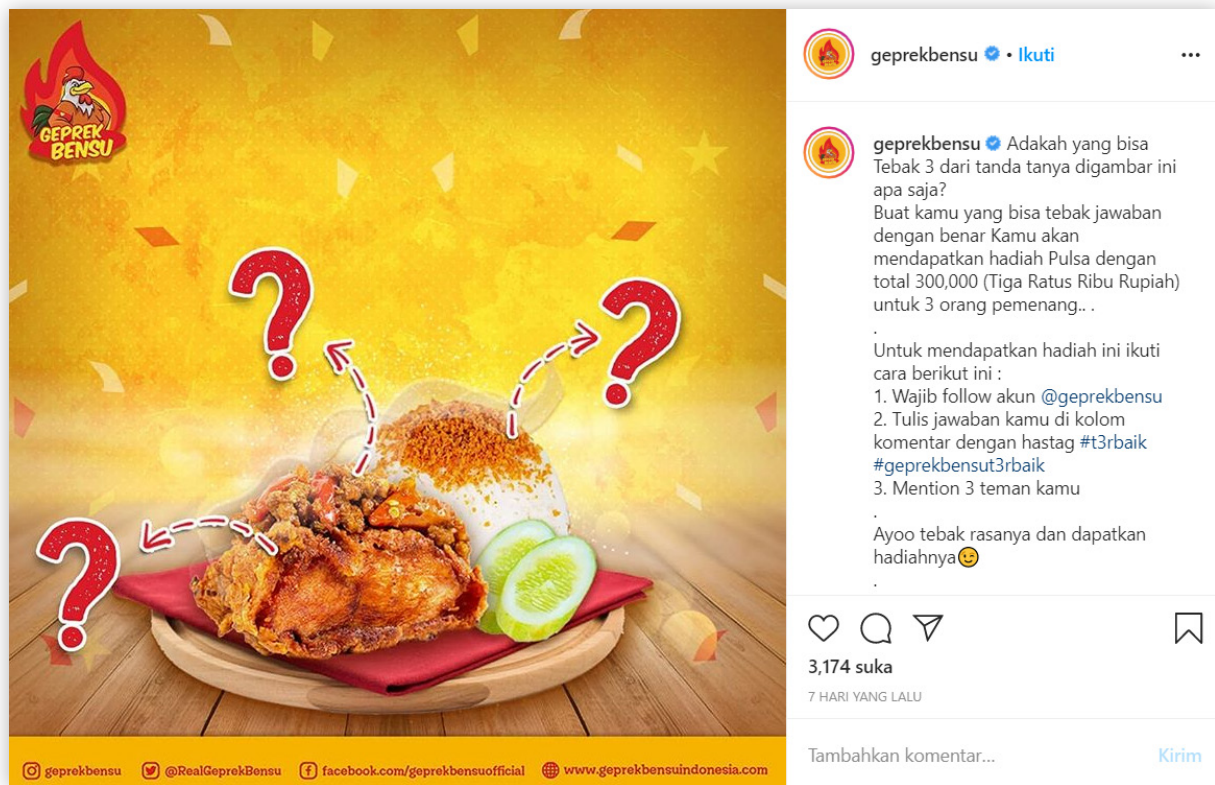 GEPREK
BENSU
?
?
?
geprekbensu
@RealGeprekBensu
facebook.com/geprekbensuofficial
www.geprekbensuindonesia.com
geprekbensu • Ikuti
geprekbensu Adakah yang bisa
Tebak 3 dari tanda tanya digambar ini
apa saja?
Buat kamu yang bisa tebak jawaban
dengan benar Kamu akan
mendapatkan hadiah Pulsa dengan
total 300,000 (Tiga Ratus Ribu Rupiah)
untuk 3 orang pemenang.. .
.
Untuk mendapatkan hadiah ini ikuti
cara berikut ini :
1. Wajib follow akun @geprekbensu
2. Tulis jawaban kamu di kolom
komentar dengan hastag #t3rbaik
#geprekbensut3rbaik
3. Mention 3 teman kamu
.
Ayoo tebak rasanya dan dapatkan
hadiahnya😉
.
3,174 suka
7 HARI YANG LALU
Tambahkan komentar... Kirim